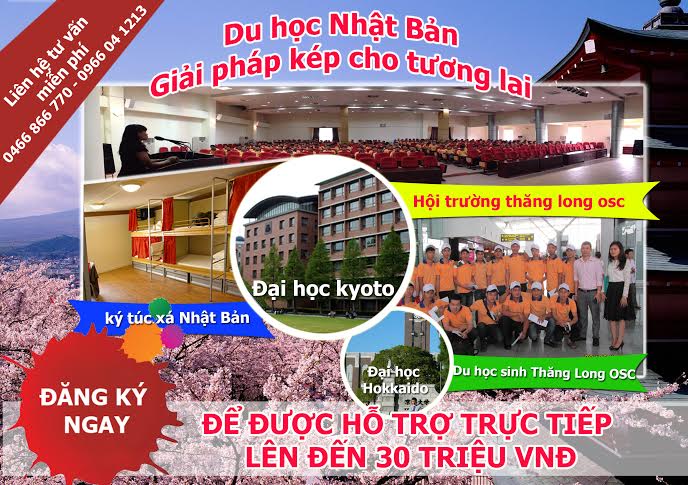 Liên hệ tư vấn
miễn phí
0466 866 770 - 0966 04 1213
Du học Nhật Bản
Giải pháp kép cho tương lai
Hội trường thăng long osc
Đại học kyoto
ký túc xá Nhật Bản
Đại học
Hokkaido
Du học sinh Thăng Long OSC
ĐĂNG KÝ
NGAY
ĐỂ ĐƯỢC HỖ TRỢ TRỰC TIẾP
LÊN ĐẾN 30 TRIỆU VNĐ